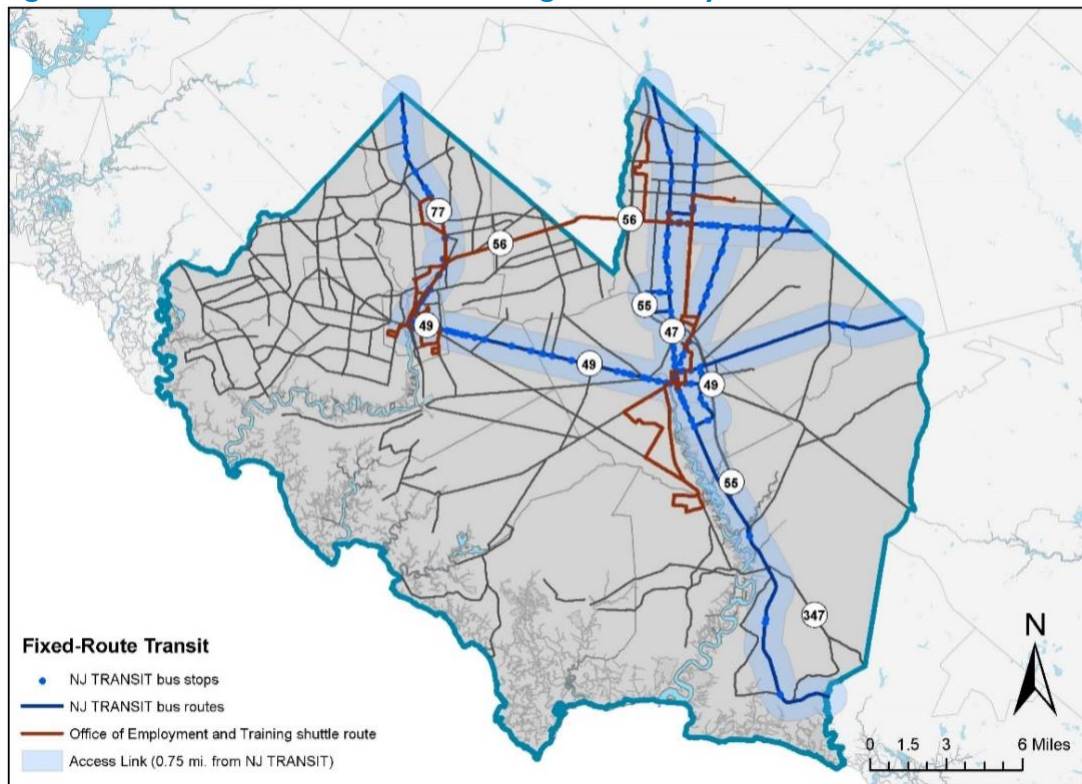 77
56
56
55
49
47
49
49
55
347
Fixed-Route Transit
NJ TRANSIT bus stops
NJ TRANSIT bus routes
Office of Employment and Training shuttle route
Access Link (0.75 mi. from NJ TRANSIT)
N
0 1.5 3 6 Miles